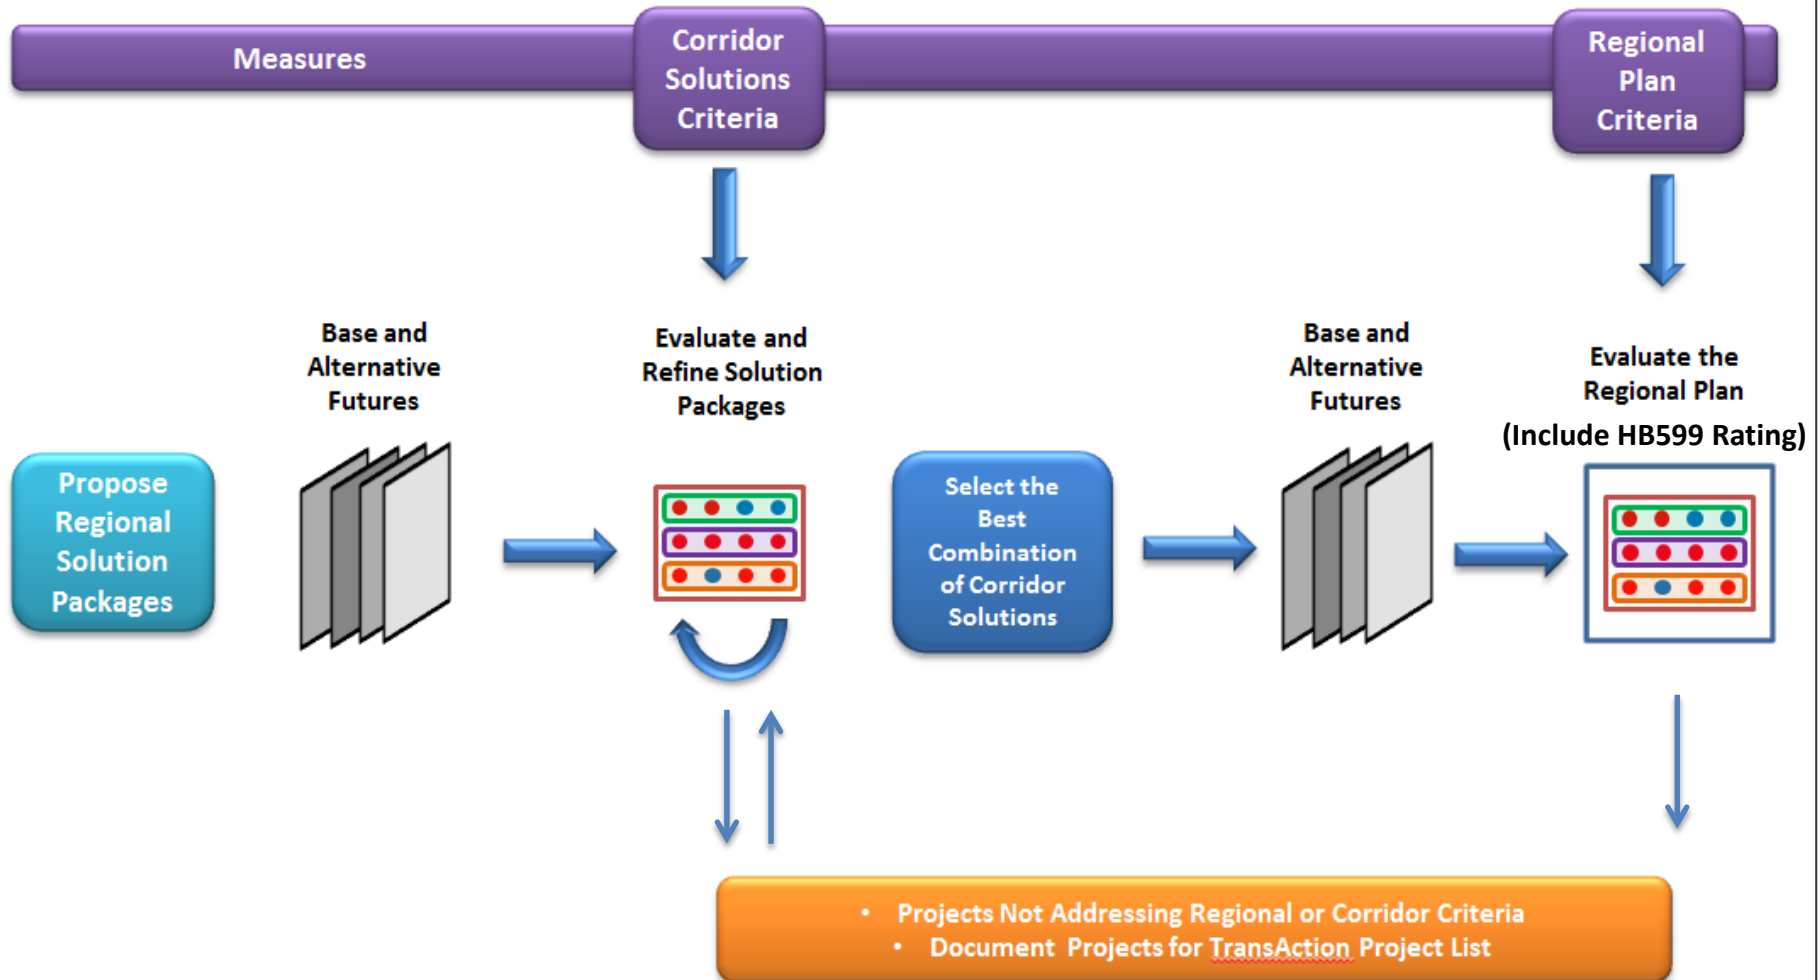 Measures
Corridor
Solutions
Criteria
Regional
Plan
Criteria
Base and
Alternative
Futures
Evaluate and
Refine Solution
Packages
Base and
Alternative
Futures
Evaluate the
Regional Plan
(Include HB599 Rating)
Propose
Regional
Solution
Packages
Select the
Best
Combination
of Corridor
Solutions
• Projects Not Addressing Regional or Corridor Criteria
• Document Projects for TransAction Project List